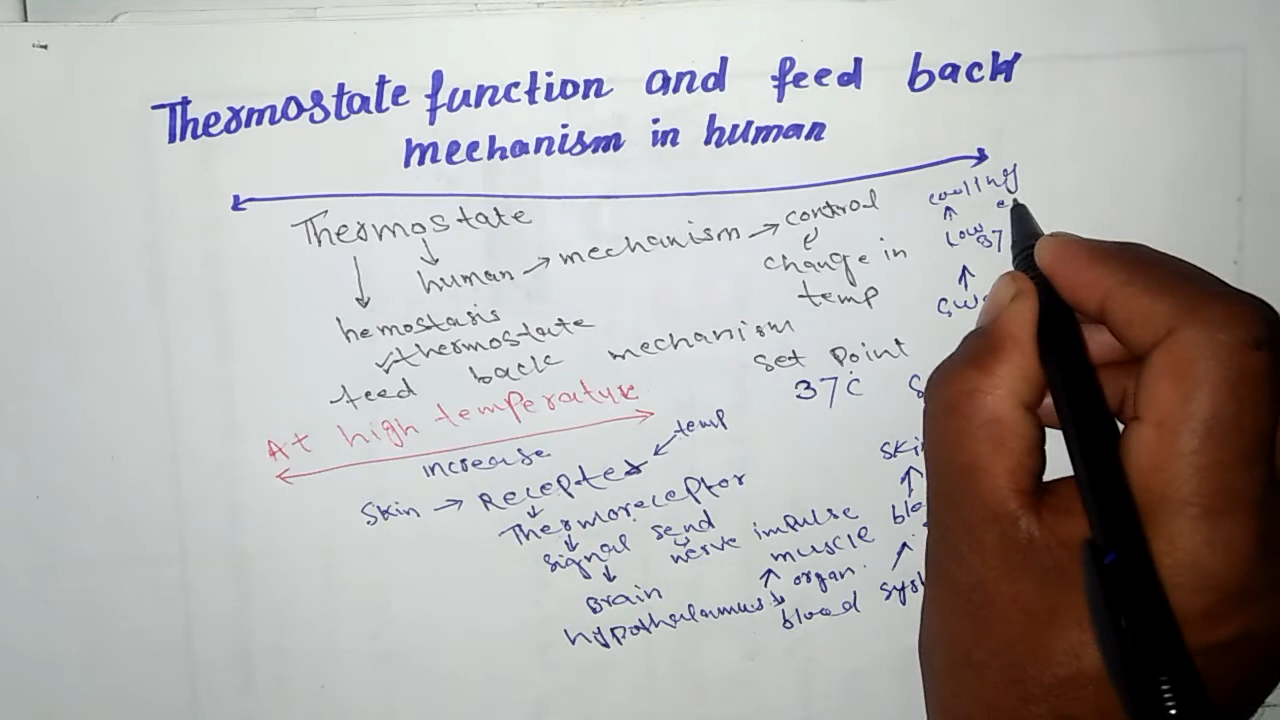 Thermostate function and feed back
mechanism in human
Thermostate
human → mechanism → control
change in
temp
hemostasis
✓thermostate
feed back mechanism
cooling
↑
Low 37
↑
Set Point
37°C
At high temperature
increase
temp
Skin → Receptor
Thermoreceptor
signal send
nerve impulse
Brain
hypothalamus
muscle
organ
blood